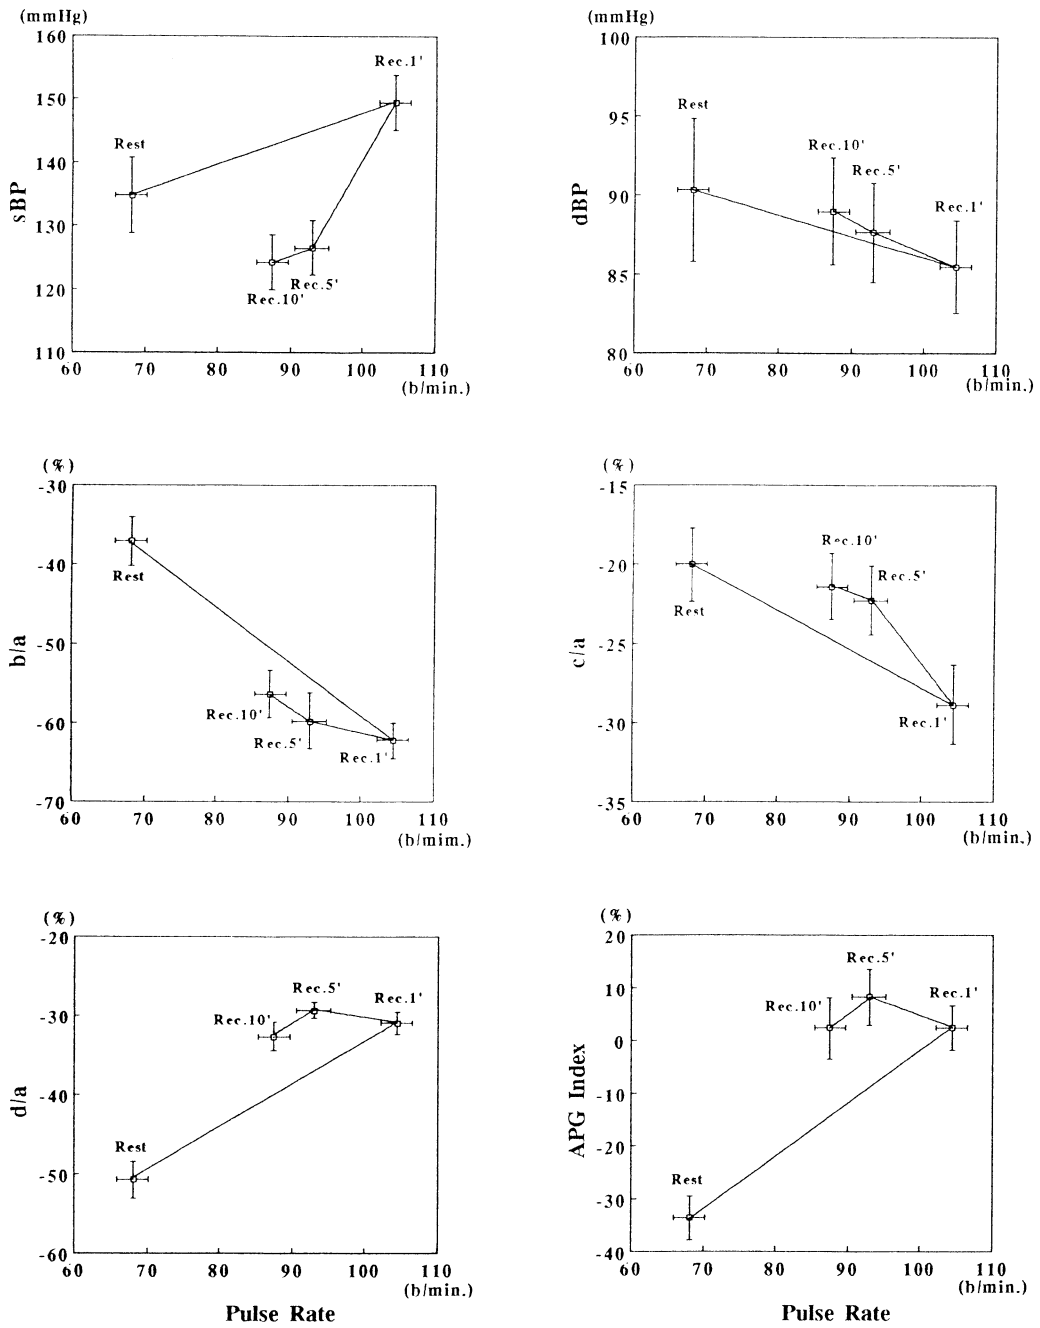 (mmHg)
160
150
140
130
120
110
sBP
Rec.1'
Rest
Rec.5'
Rec.10'
60 70 80 90 100 110
(b/min.)
(mmHg)
100
95
90
85
80
dBP
Rest
Rec.10'
Rec.5'
Rec.1'
60 70 80 90 100 110
(b/min.)
(%)
-30
-40
-50
-60
-70
b/a
Rest
Rec.10'
Rec.5'
Rec.1'
60 70 80 90 100 110
(b/mim.)
(%)
-15
-20
-25
-30
-35
c/a
Rec.10'
Rec.5'
Rest
Rec.1'
60 70 80 90 100 110
(b/min.)
(%)
-20
-30
-40
-50
-60
d/a
Rec.5'
Rec.1'
Rec.10'
Rest
60 70 80 90 100 110
(b/min.)
Pulse Rate
(%)
20
10
0
-10
-20
-30
-40
APG Index
Rec.5'
Rec.1'
Rec.10'
Rest
60 70 80 90 100 110
(b/min.)
Pulse Rate